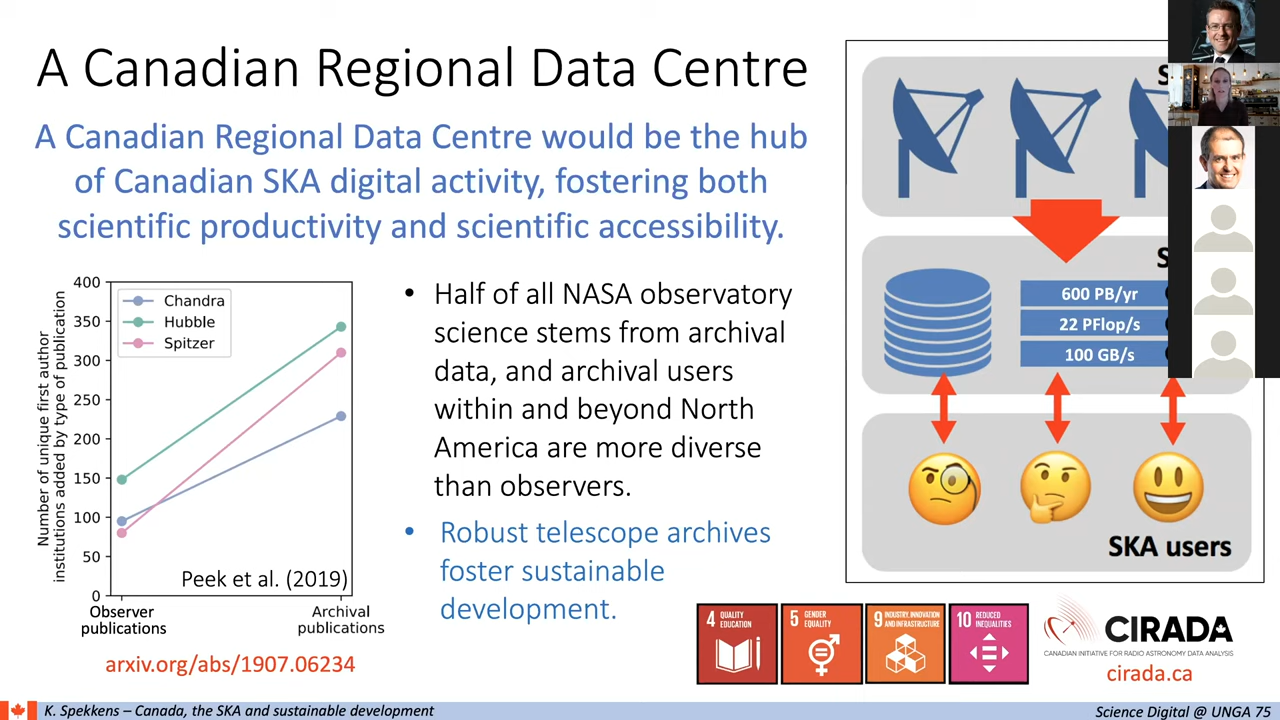 A Canadian Regional Data Centre
A Canadian Regional Data Centre would be the hub
of Canadian SKA digital activity, fostering both
scientific productivity and scientific accessibility.
Number of unique first author
institutions added by type of publication
400
350
300
250
200
150
100
50
0
Chandra
Hubble
Spitzer
Peek et al. (2019)
Observer
publications
Archival
publications
arxiv.org/abs/1907.06234
• Half of all NASA observatory
science stems from archival
data, and archival users
within and beyond North
America are more diverse
than observers.
• Robust telescope archives
foster sustainable
development.
S
S
600 PB/yr
22 PFlop/s
100 GB/s
SKA users
4 QUALITY
EDUCATION
5 GENDER
EQUALITY
9 INDUSTRY, INNOVATION
AND INFRASTRUCTURE
10 REDUCED
INEQUALITIES
CIRADA
CANADIAN INITIATIVE FOR RADIO ASTRONOMY DATA ANALYSIS
cirada.ca
K. Spekkens – Canada, the SKA and sustainable development
Science Digital @ UNGA 75